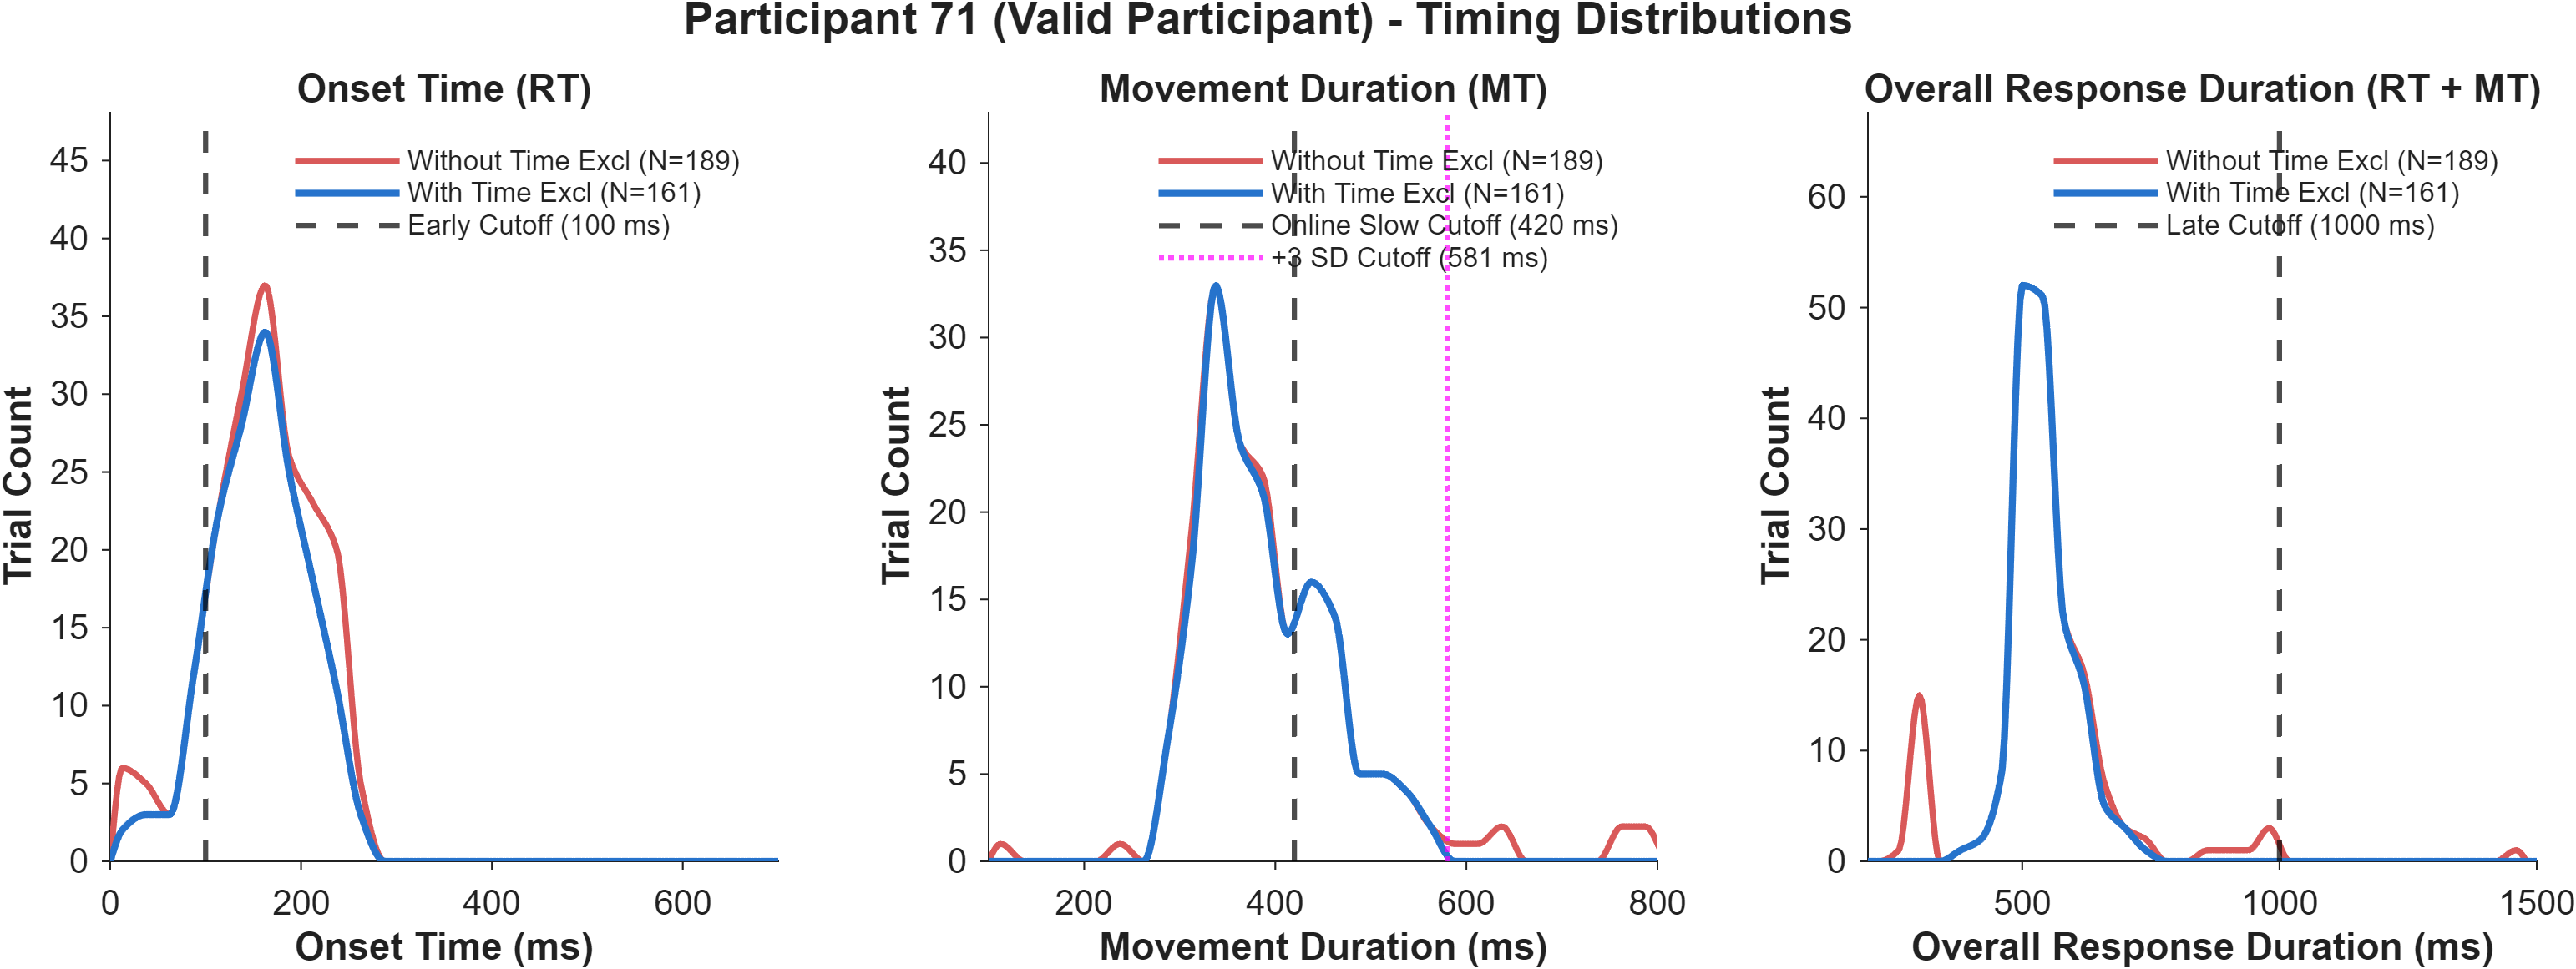 Participant 71 (Valid Participant) - Timing Distributions
Onset Time (RT)
45
40
35
30
25
20
15
10
5
0
Trial Count
Without Time Excl (N=189)
With Time Excl (N=161)
Early Cutoff (100 ms)
0 200 400 600
Onset Time (ms)
Movement Duration (MT)
40
35
30
25
20
15
10
5
0
Trial Count
Without Time Excl (N=189)
With Time Excl (N=161)
Online Slow Cutoff (420 ms)
+3 SD Cutoff (581 ms)
200 400 600 800
Movement Duration (ms)
Overall Response Duration (RT + MT)
60
50
40
30
20
10
0
Trial Count
Without Time Excl (N=189)
With Time Excl (N=161)
Late Cutoff (1000 ms)
500 1000 1500
Overall Response Duration (ms)